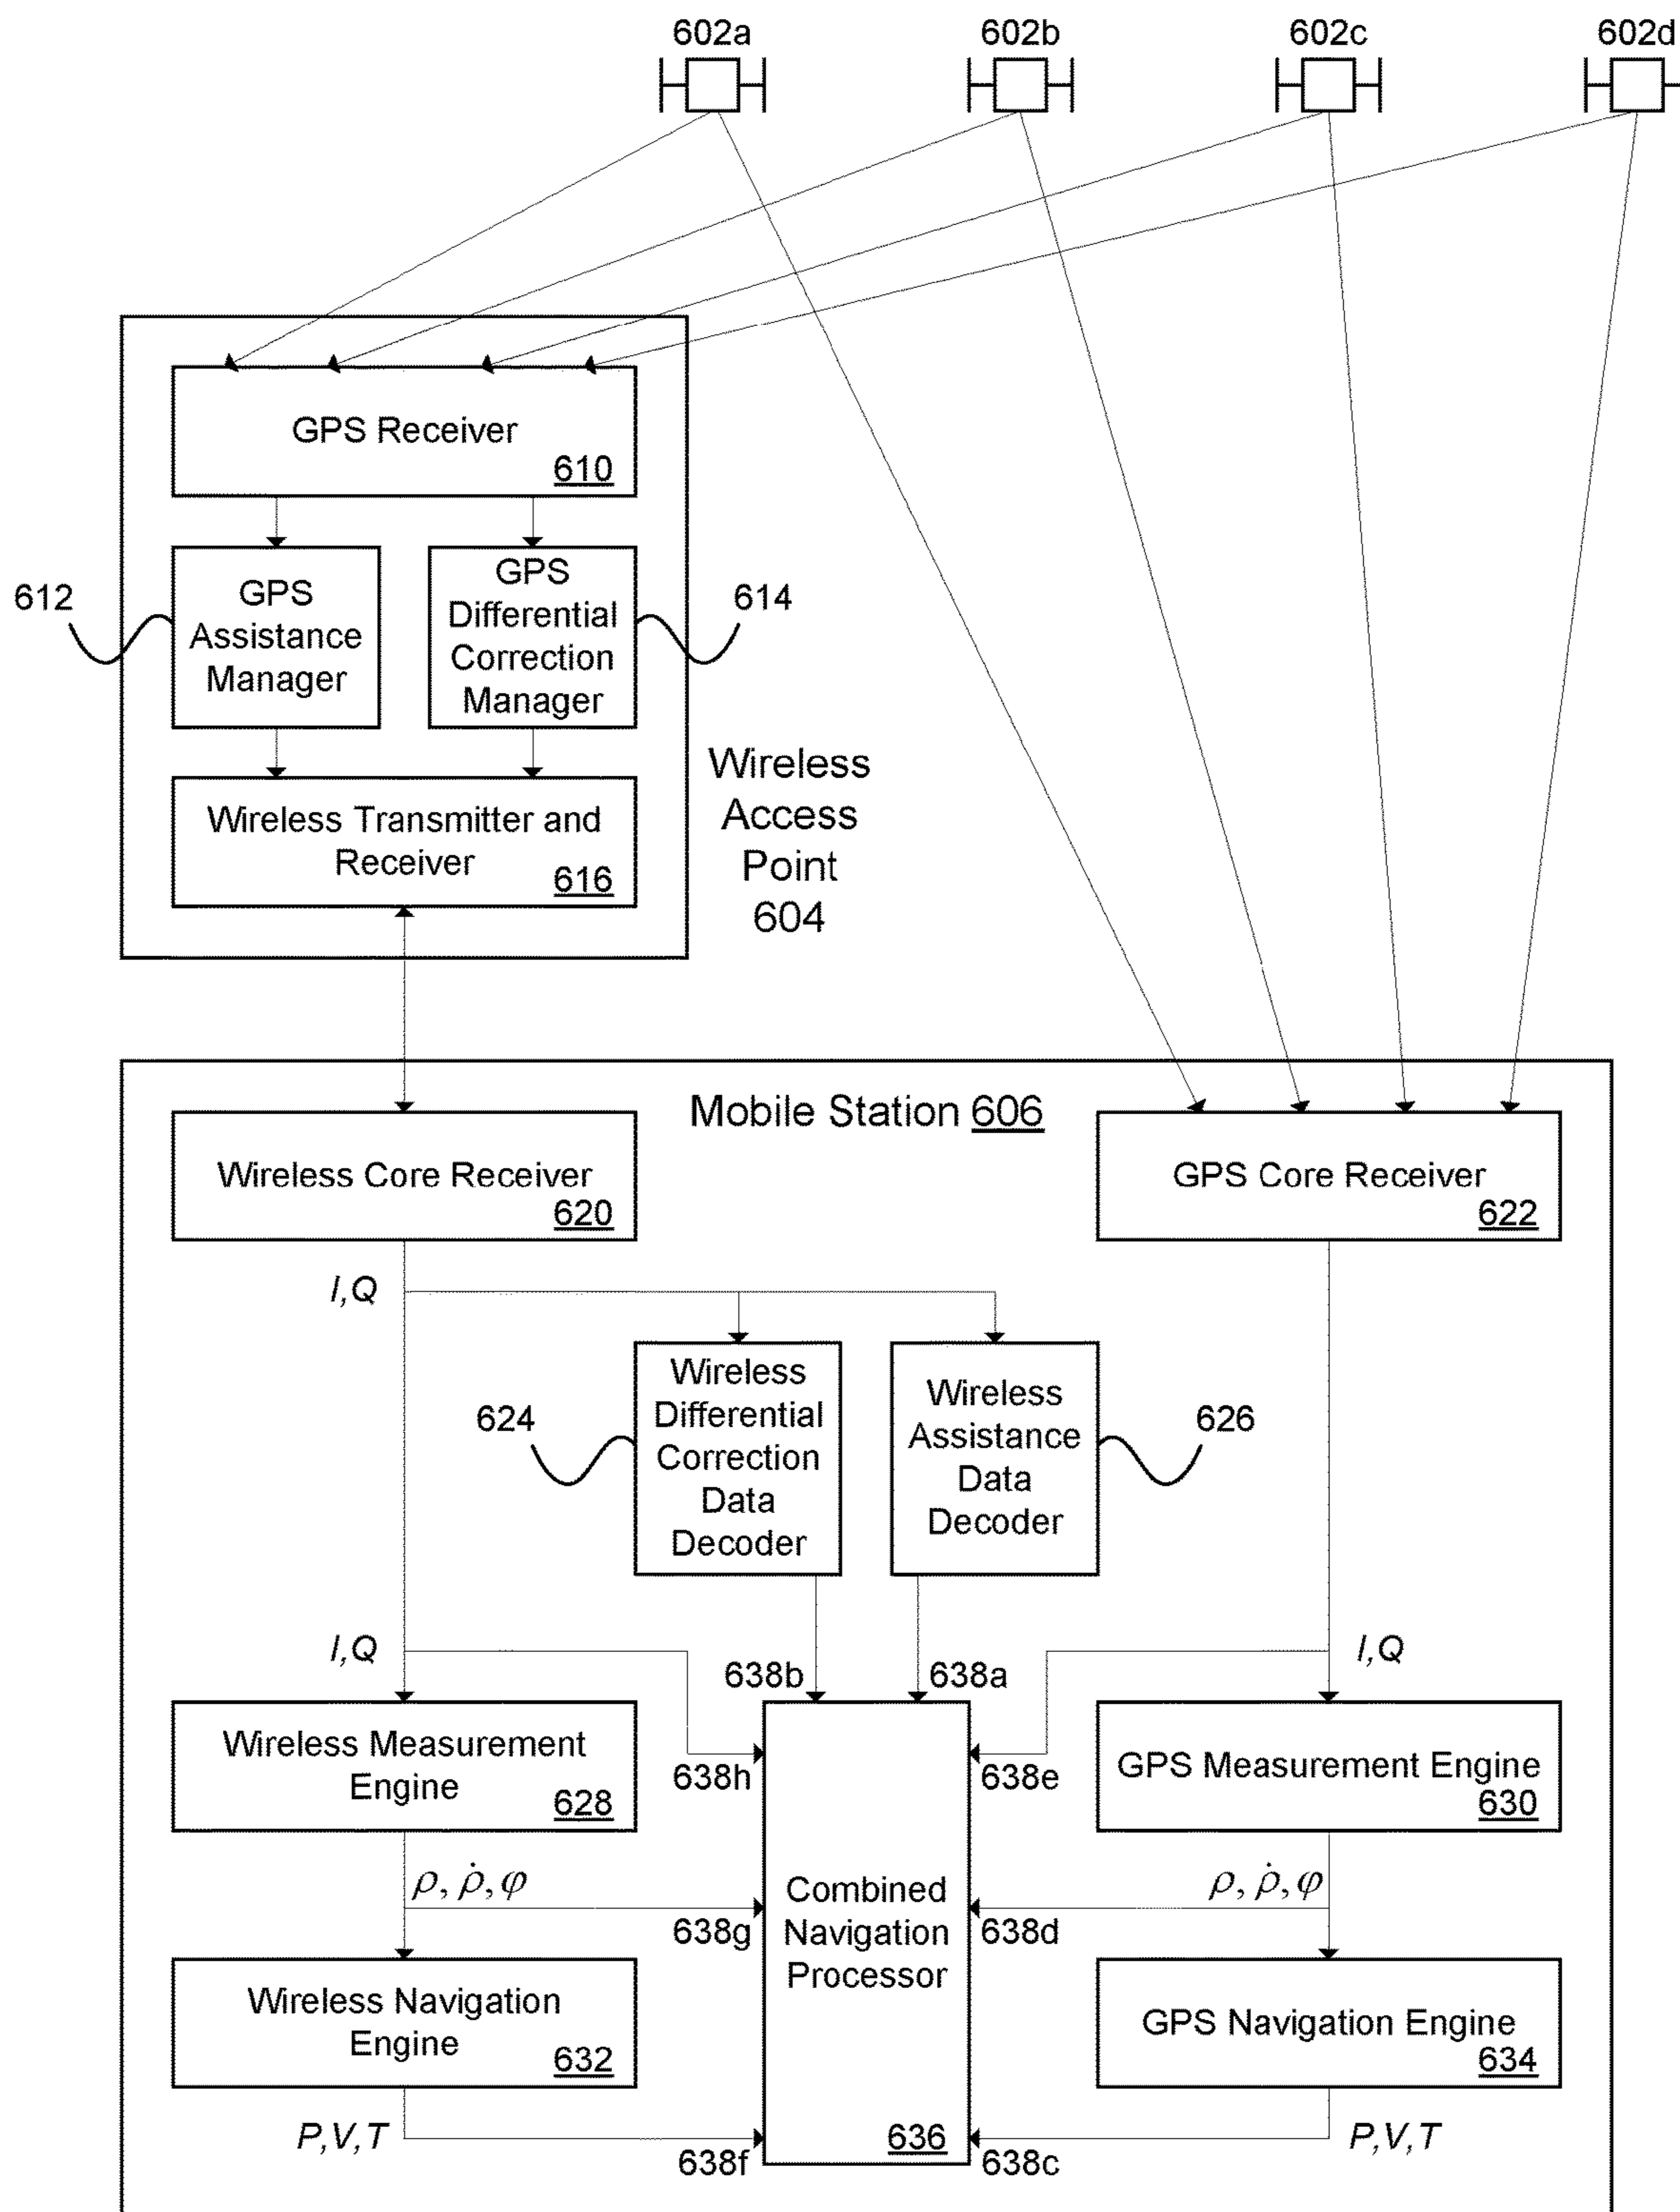 602a
602b
602c
602d
GPS Receiver
610
612
GPS
Assistance
Manager
GPS
Differential
Correction
Manager
614
Wireless Transmitter and
Receiver
616
Wireless
Access
Point
604
Mobile Station 606
Wireless Core Receiver
620
GPS Core Receiver
622
I,Q
624
Wireless
Differential
Correction
Data
Decoder
Wireless
Assistance
Data
Decoder
626
I,Q
638b
638a
I,Q
Wireless Measurement
Engine
628
638h
638e
GPS Measurement Engine
630
ρ, ρ̇, φ
638g
Combined
Navigation
Processor
636
ρ, ρ̇, φ
638d
Wireless Navigation
Engine
632
GPS Navigation Engine
634
P,V,T
638f
638c
P,V,T